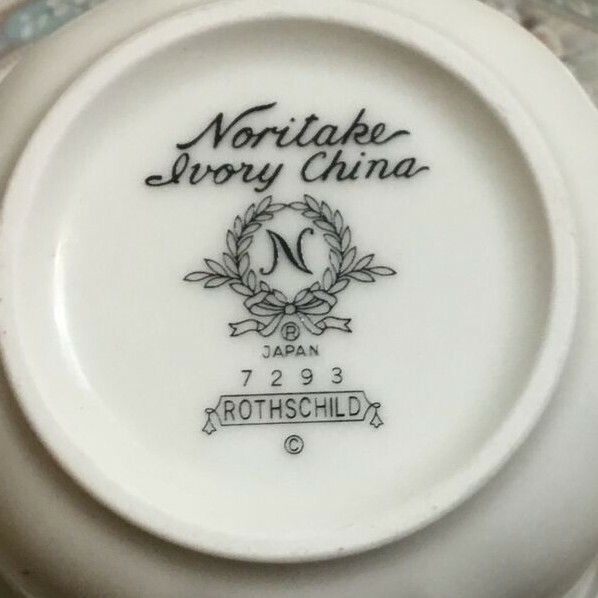 Noritake
Ivory China
N
®
JAPAN
7293
ROTHSCHILD
©